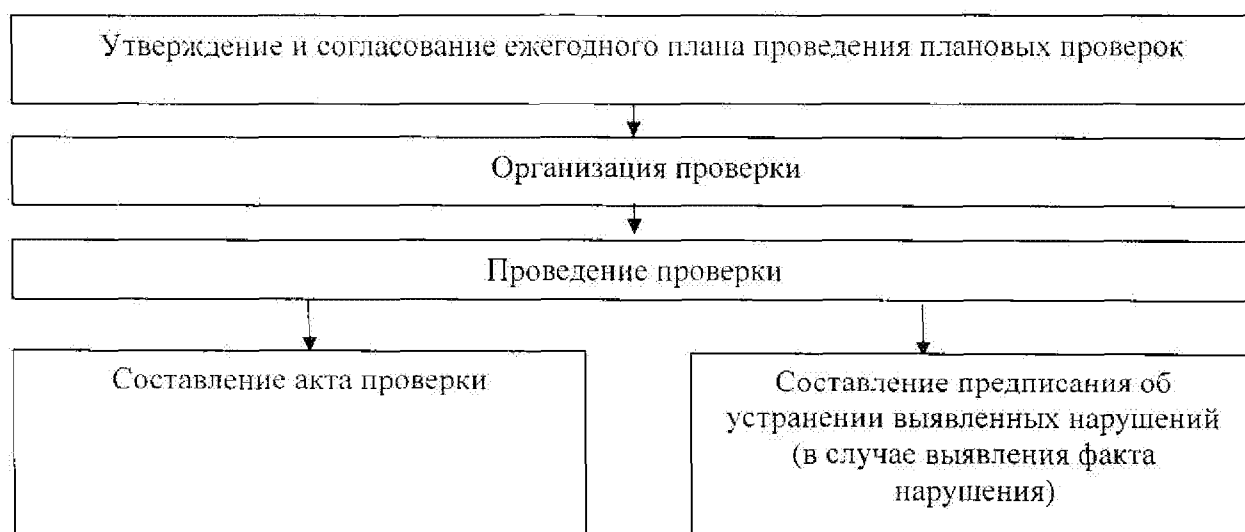 Утверждение и согласование ежегодного плана проведения плановых проверок
Организация проверки
Проведение проверки
Составление акта проверки
Составление предписания об
устранении выявленных нарушений
(в случае выявления факта
нарушения)